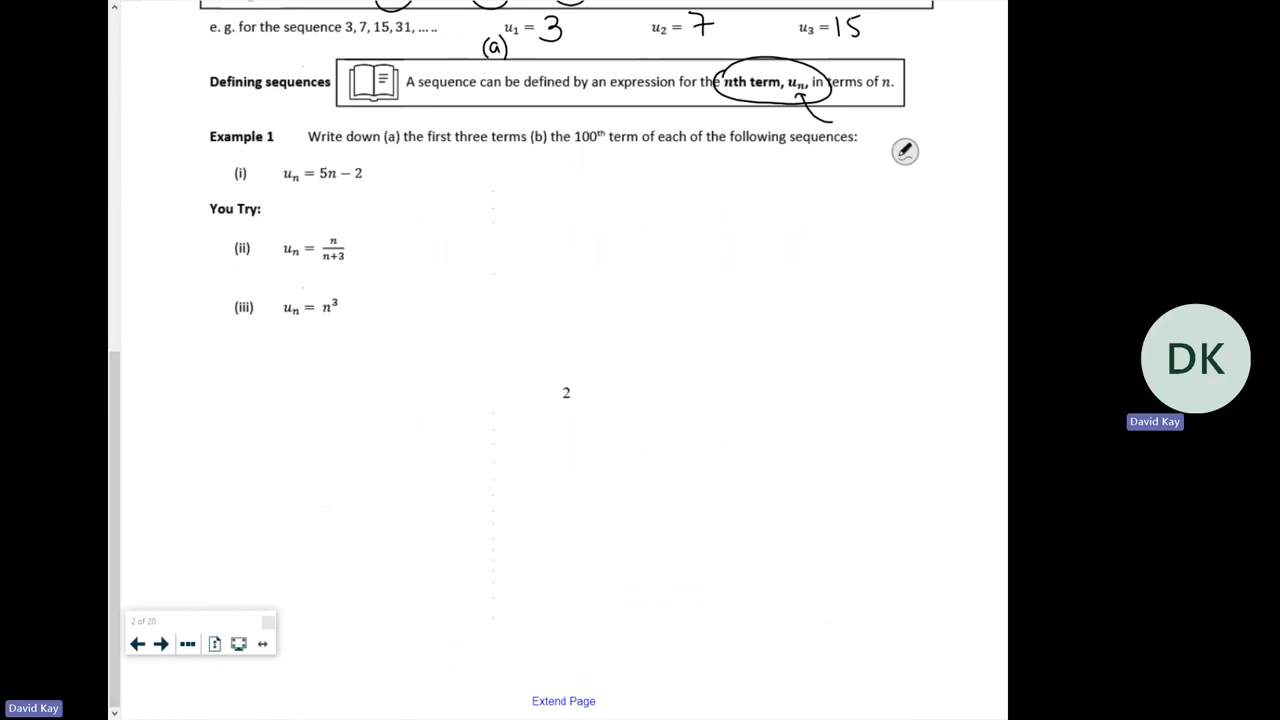 e. g. for the sequence 3, 7, 15, 31, ... .. u₁ = 3 u₂ = 7 u₃ = 15
(a)
Defining sequences A sequence can be defined by an expression for the nth term, uₙ, in terms of n.
Example 1 Write down (a) the first three terms (b) the 100th term of each of the following sequences:
(i) uₙ = 5n − 2
You Try:
(ii) uₙ = n/(n+3)
(iii) uₙ = n³
2
DK
David Kay
2 of 20
Extend Page
David Kay